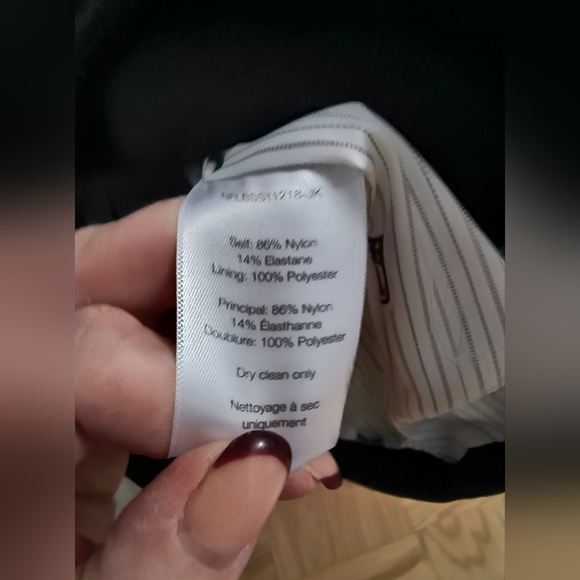 Self: 86% Nylon
14% Elastane
Lining: 100% Polyester
Principal: 86% Nylon
14% Élasthanne
Doublure: 100% Polyester
Dry clean only
Nettoyage à sec
uniquement